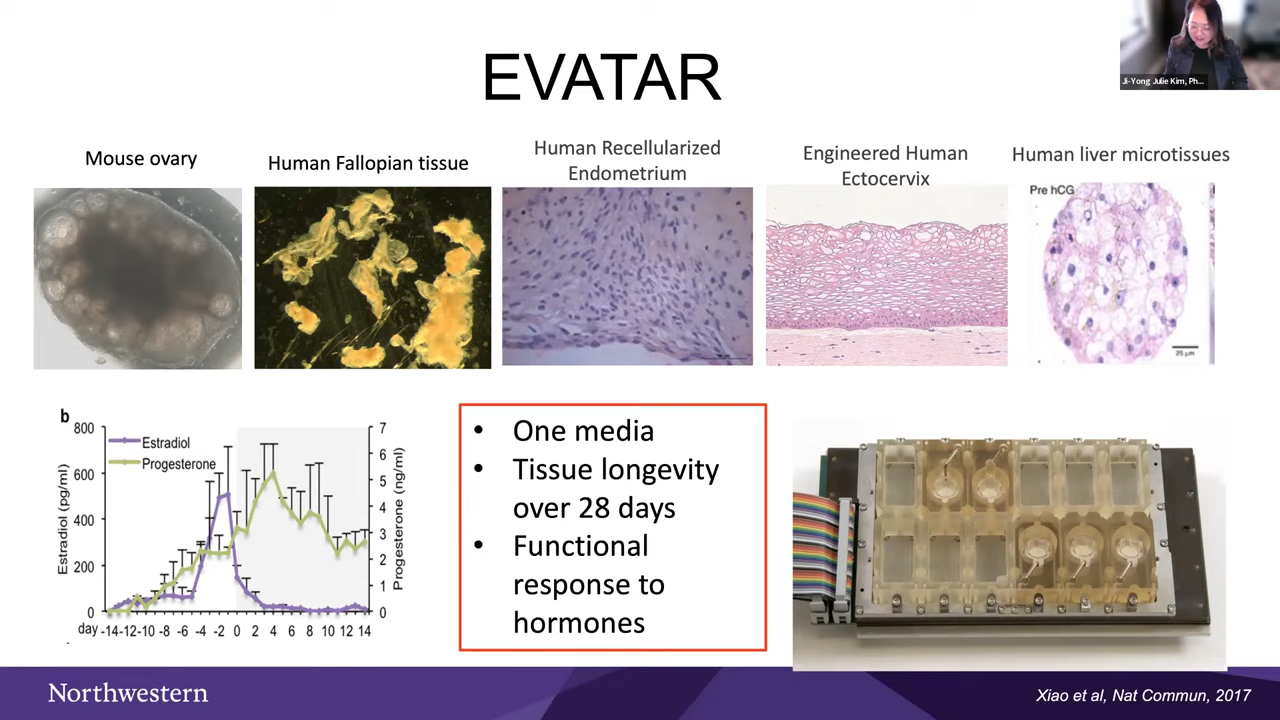 EVATAR
Ji-Yong Julie Kim, Ph...
Mouse ovary
Human Fallopian tissue
Human Recellularized
Endometrium
Engineered Human
Ectocervix
Human liver microtissues
Pre hCG
25 µm
b
Estradiol
Progesterone
Estradiol (pg/ml)
800
600
400
200
0
Progesterone (ng/ml)
7
6
5
4
3
2
1
0
day -14 -12 -10 -8 -6 -4 -2 0 2 4 6 8 10 12 14
• One media
• Tissue longevity
over 28 days
• Functional
response to
hormones
Northwestern
Xiao et al, Nat Commun, 2017